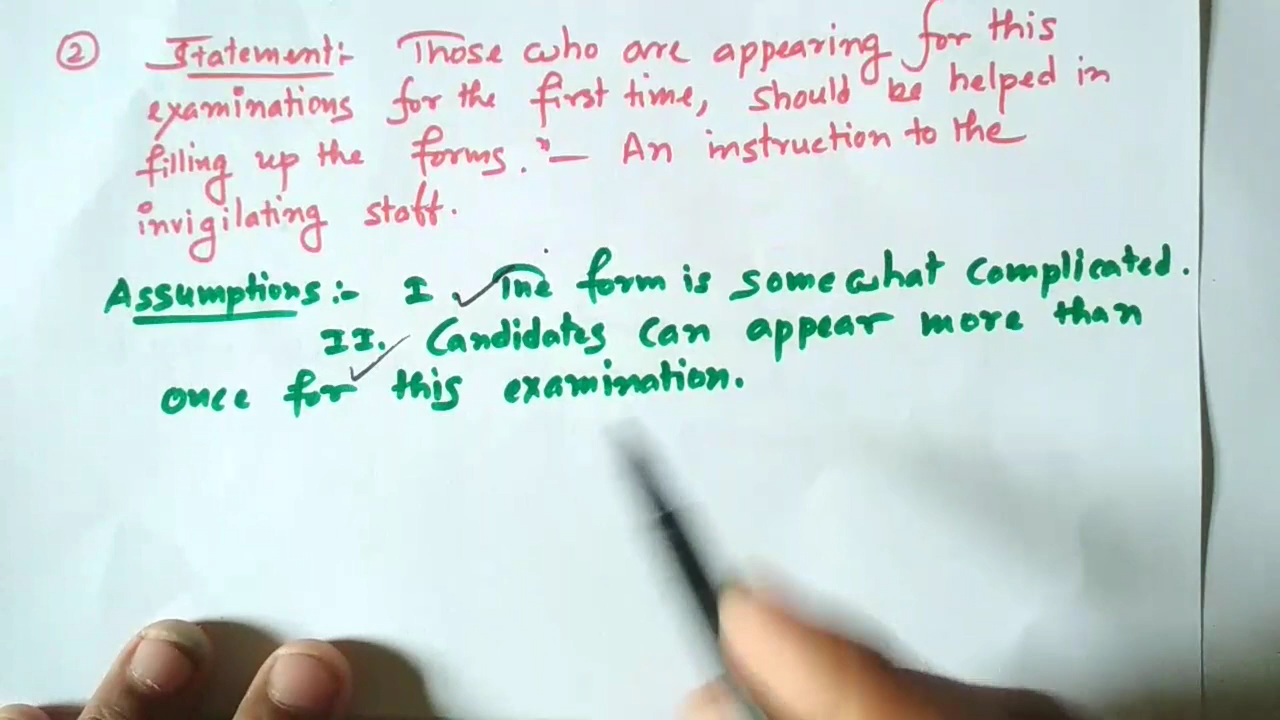 ② Statement:- Those who are appearing for this
examinations for the first time, should be helped in
filling up the forms." — An instruction to the
invigilating staff.
Assumptions:- I The form is somewhat complicated.
II. Candidates can appear more than
once for this examination.